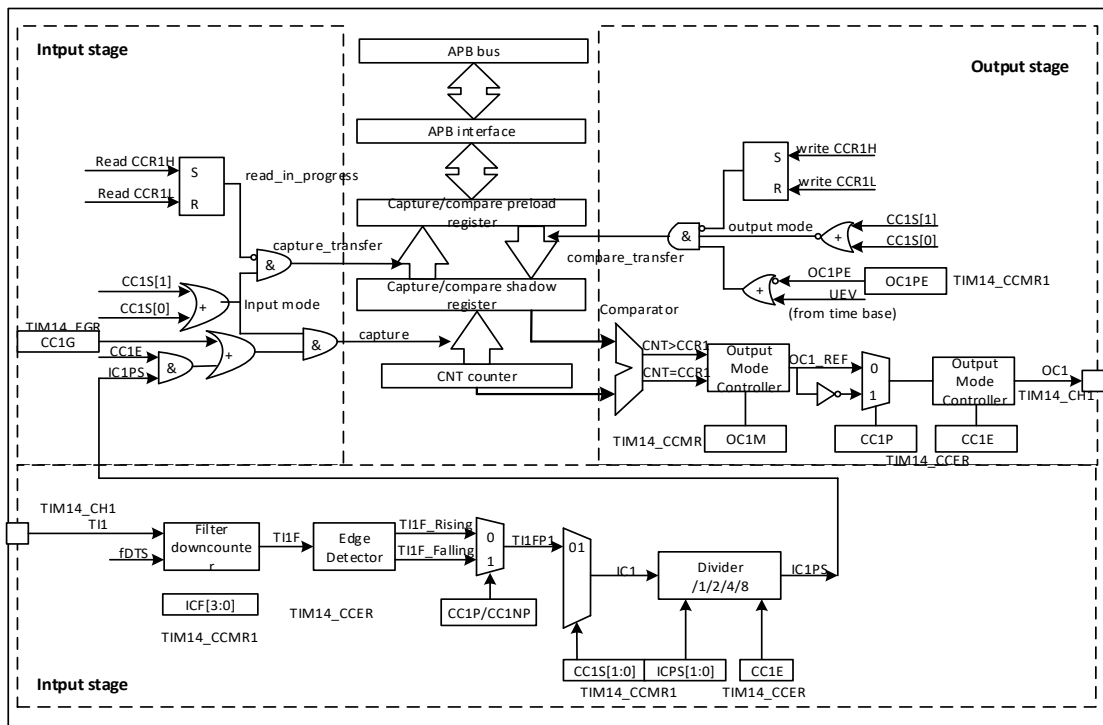 Intput stage
APB bus
Output stage
APB interface
Read CCR1H
S
Read CCR1L
R
read_in_progress
S
write CCR1H
R
write CCR1L
Capture/compare preload
register
capture_transfer
&
compare_transfer
&
output mode
+
CC1S[1]
CC1S[0]
Capture/compare shadow
register
CC1S[1]
CC1S[0]
+
Input mode
+
OC1PE
OC1PE
TIM14_CCMR1
UEV
(from time base)
TIM14_EGR
CC1G
CC1E
IC1PS
&
+
&
capture
CNT counter
Comparator
CNT>CCR1
CNT=CCR1
Output
Mode
Controller
OC1_REF
0
1
Output
Mode
Controller
OC1
TIM14_CH1
TIM14_CCMR
OC1M
CC1P
CC1E
TIM14_CCER
TIM14_CH1
TI1
fDTS
Filter
downcounte
r
TI1F
Edge
Detector
TI1F_Rising
TI1F_Falling
0
1
TI1FP1
01
IC1
Divider
/1/2/4/8
IC1PS
ICF[3:0]
TIM14_CCMR1
TIM14_CCER
CC1P/CC1NP
CC1S[1:0]
ICPS[1:0]
CC1E
TIM14_CCMR1
TIM14_CCER
Intput stage